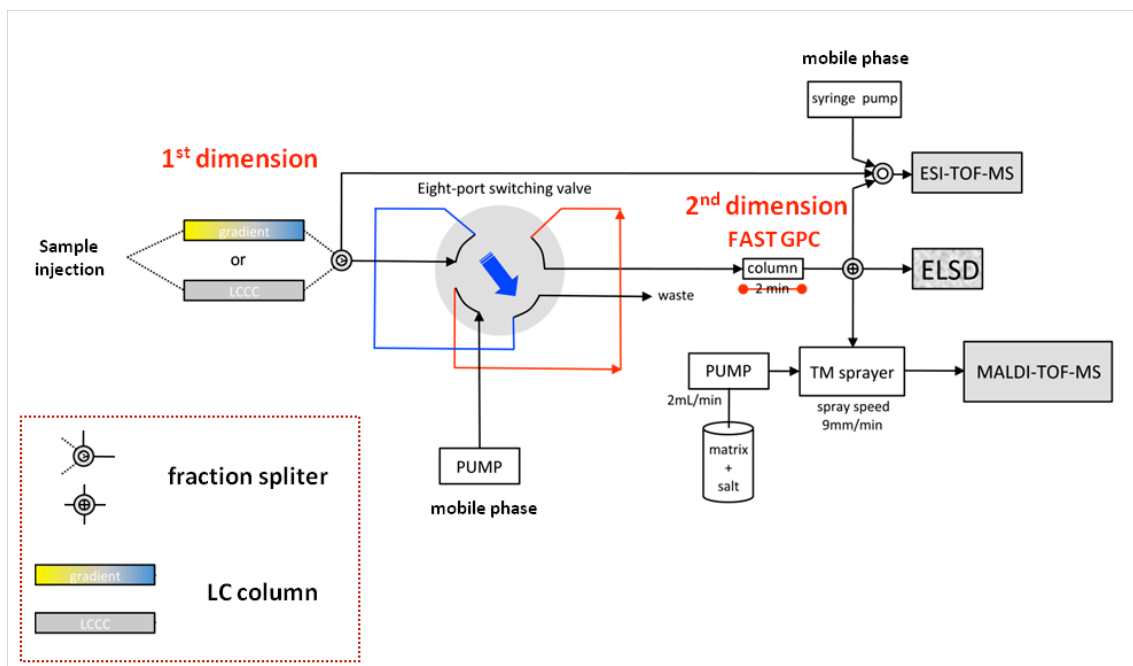 mobile phase
syringe pump
1st dimension
ESI-TOF-MS
Eight-port switching valve
2nd dimension
FAST GPC
Sample
injection
gradient
or
LCCC
column
2 min
ELSD
waste
PUMP
2mL/min
TM sprayer
spray speed
9mm/min
MALDI-TOF-MS
matrix
+
salt
PUMP
mobile phase
fraction spliter
gradient
LC column
LCCC